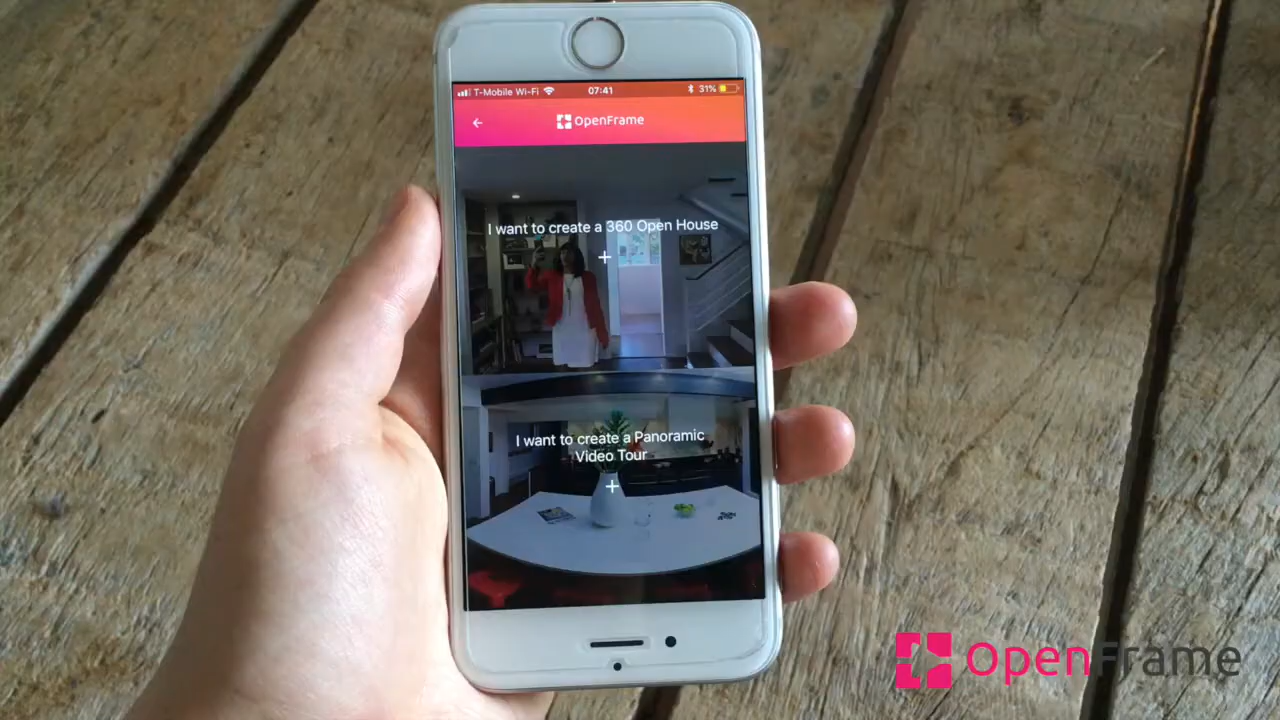 T-Mobile Wi-Fi 07:41 31%
OpenFrame
I want to create a 360 Open House
+
I want to create a Panoramic
Video Tour
+
OpenFrame